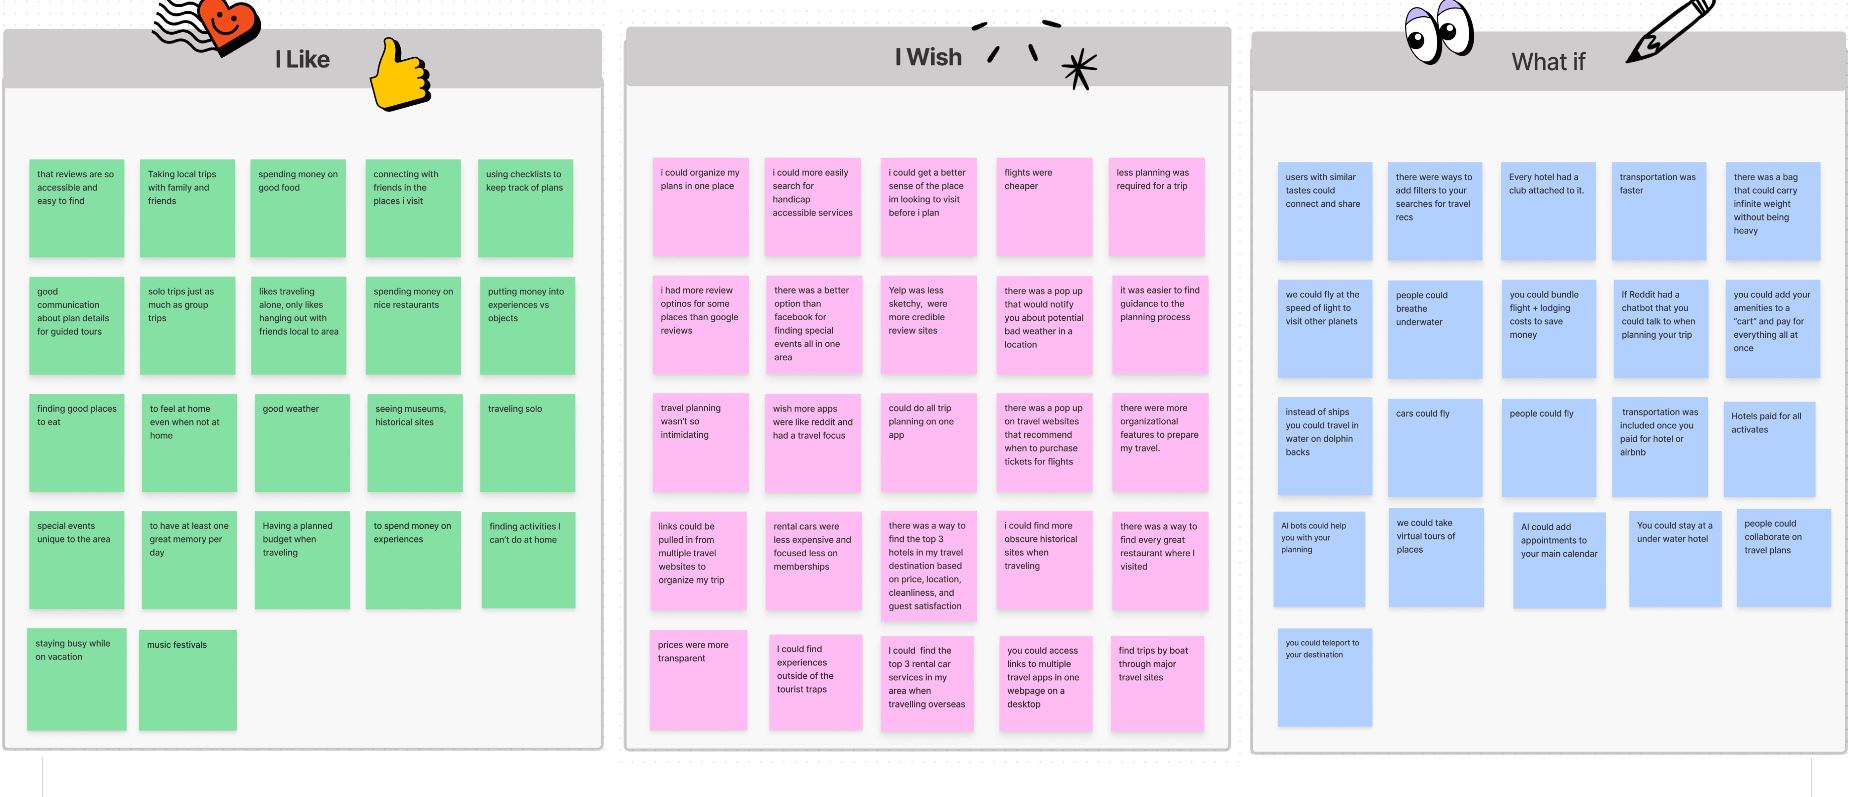 I Like
that reviews are so
accessible and
easy to find
Taking local trips
with family and
friends
spending money on
good food
connecting with
friends in the
places i visit
using checklists to
keep track of plans
good
communication
about plan details
for guided tours
solo trips just as
much as group
trips
likes traveling
alone, only likes
hanging out with
friends local to area
spending money on
nice restaurants
putting money into
experiences vs
objects
finding good places
to eat
to feel at home
even when not at
home
good weather
seeing museums,
historical sites
traveling solo
special events
unique to the area
to have at least one
great memory per
day
Having a planned
budget when
traveling
to spend money on
experiences
finding activities I
can't do at home
staying busy while
on vacation
music festivals
I Wish
i could organize my
plans in one place
i could more easily
search for
handicap
accessible services
i could get a better
sense of the place
im looking to visit
before i plan
flights were
cheaper
less planning was
required for a trip
i had more review
optinos for some
places than google
reviews
there was a better
option than
facebook for
finding special
events all in one
area
Yelp was less
sketchy, were
more credible
review sites
there was a pop up
that would notify
you about potential
bad weather in a
location
it was easier to find
guidance to the
planning process
travel planning
wasn't so
intimidating
wish more apps
were like reddit and
had a travel focus
could do all trip
planning on one
app
there was a pop up
on travel websites
that recommend
when to purchase
tickets for flights
there were more
organizational
features to prepare
my travel.
links could be
pulled in from
multiple travel
websites to
organize my trip
rental cars were
less expensive and
focused less on
memberships
there was a way to
find the top 3
hotels in my travel
destination based
on price, location,
cleanliness, and
guest satisfaction
i could find more
obscure historical
sites when
traveling
there was a way to
find every great
restaurant where I
visited
prices were more
transparent
I could find
experiences
outside of the
tourist traps
I could find the
top 3 rental car
services in my
area when
travelling overseas
you could access
links to multiple
travel apps in one
webpage on a
desktop
find trips by boat
through major
travel sites
What if
users with similar
tastes could
connect and share
there were ways to
add filters to your
searches for travel
recs
Every hotel had a
club attached to it.
transportation was
faster
there was a bag
that could carry
infinite weight
without being
heavy
we could fly at the
speed of light to
visit other planets
people could
breathe
underwater
you could bundle
flight + lodging
costs to save
money
If Reddit had a
chatbot that you
could talk to when
planning your trip
you could add your
amenities to a
"cart" and pay for
everything all at
once
instead of ships
you could travel in
water on dolphin
backs
cars could fly
people could fly
transportation was
included once you
paid for hotel or
airbnb
Hotels paid for all
activates
AI bots could help
you with your
planning
we could take
virtual tours of
places
AI could add
appointments to
your main calendar
You could stay at a
under water hotel
people could
collaborate on
travel plans
you could teleport to
your destination